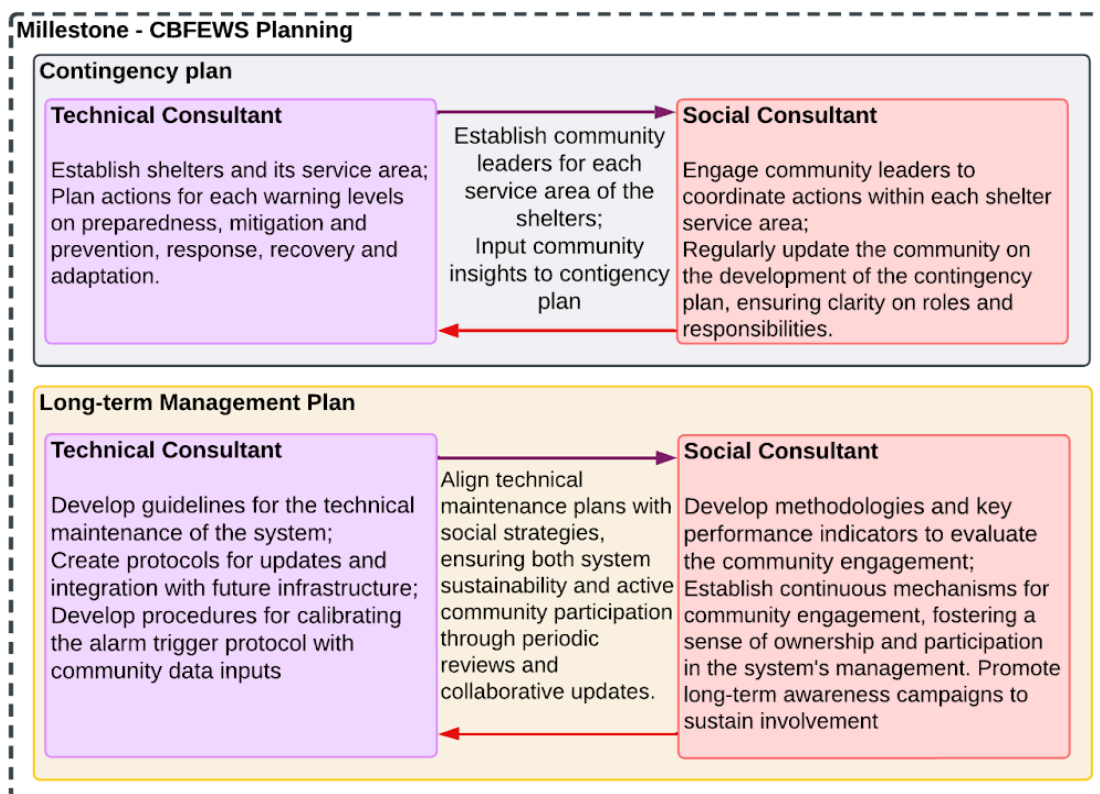 Milestone - CBFEWS Planning
Contingency plan
Technical Consultant
Establish shelters and its service area;
Plan actions for each warning levels
on preparedness, mitigation and
prevention, response, recovery and
adaptation.
Establish community
leaders for each
service area of the
shelters;
Input community
insights to contigency
plan
Social Consultant
Engage community leaders to
coordinate actions within each shelter
service area;
Regularly update the community on
the development of the contingency
plan, ensuring clarity on roles and
responsibilities.
Long-term Management Plan
Technical Consultant
Develop guidelines for the technical
maintenance of the system;
Create protocols for updates and
integration with future infrastructure;
Develop procedures for calibrating
the alarm trigger protocol with
community data inputs
Align technical
maintenance plans with
social strategies,
ensuring both system
sustainability and active
community participation
through periodic
reviews and
collaborative updates.
Social Consultant
Develop methodologies and key
performance indicators to evaluate
the community engagement;
Establish continuous mechanisms for
community engagement, fostering a
sense of ownership and participation
in the system's management. Promote
long-term awareness campaigns to
sustain involvement